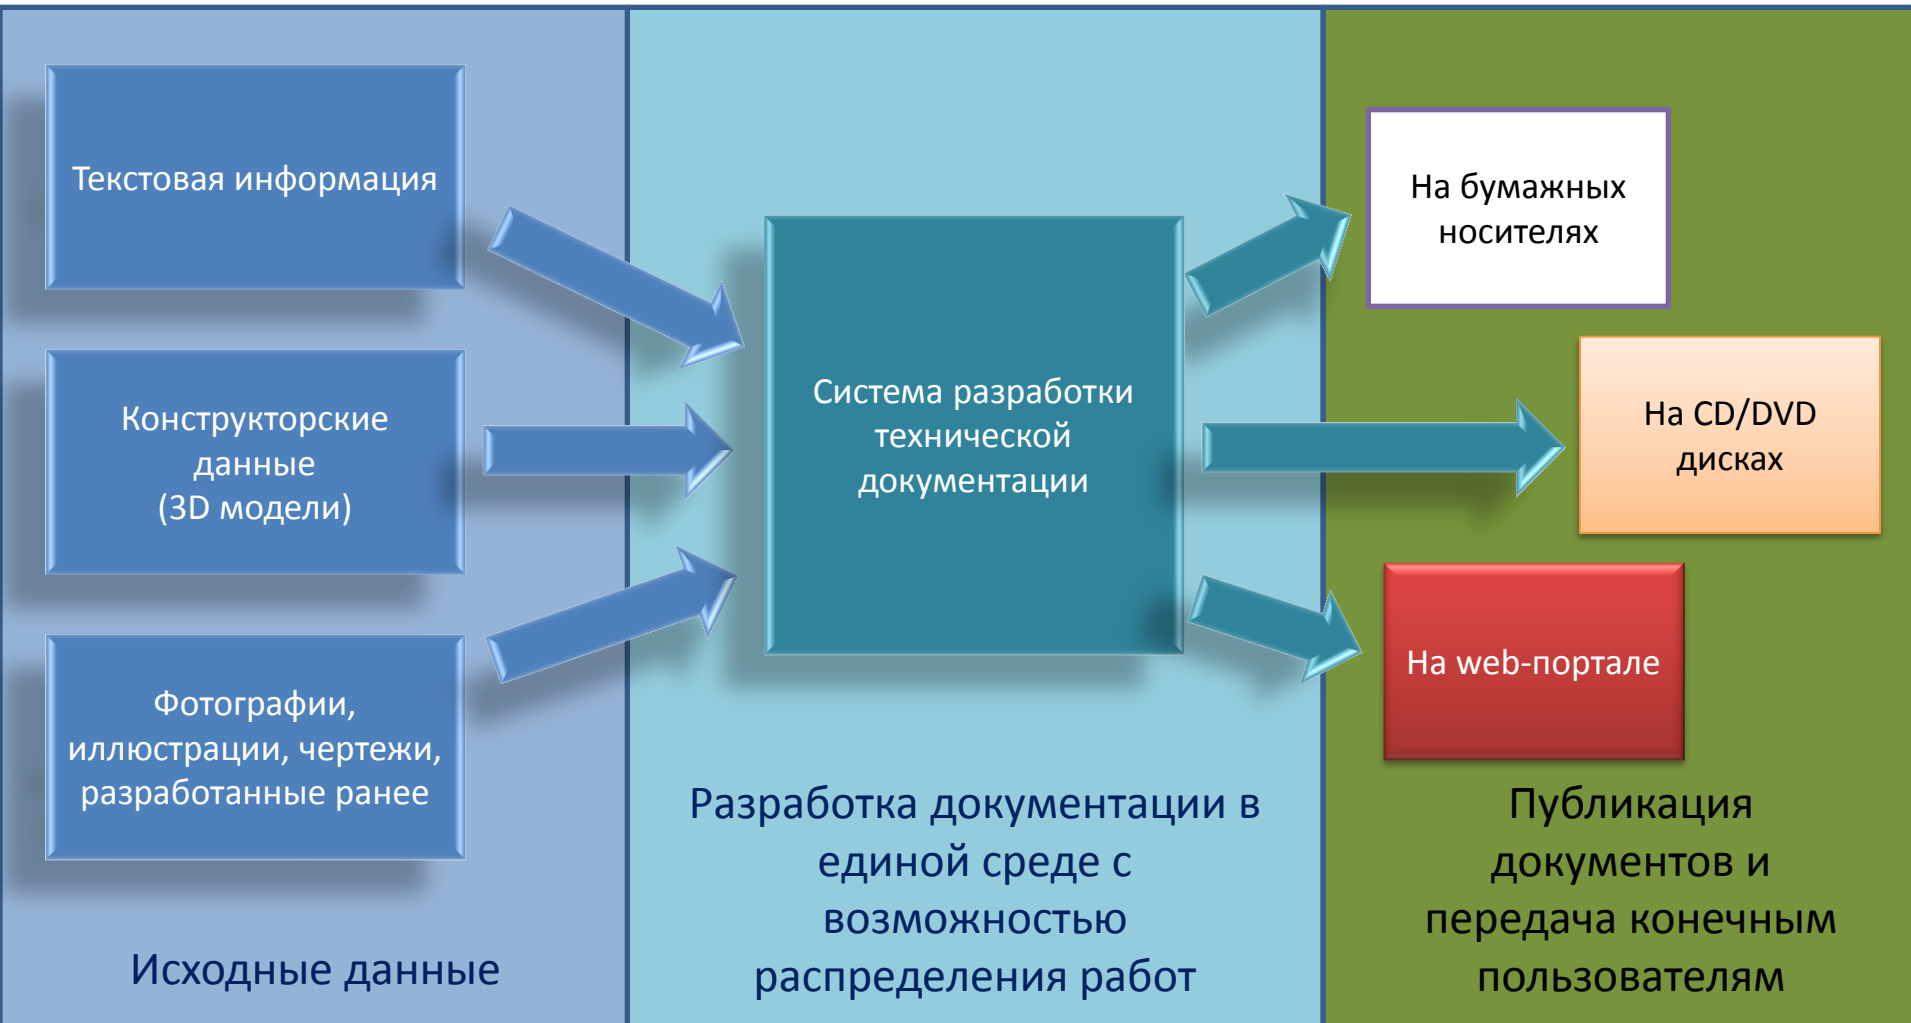 Текстовая информация
Конструкторские
данные
(3D модели)
Фотографии,
иллюстрации, чертежи,
разработанные ранее
Исходные данные
Система разработки
технической
документации
Разработка документации в
единой среде с
возможностью
распределения работ
На бумажных
носителях
На CD/DVD
дисках
На web-портале
Публикация
документов и
передача конечным
пользователям